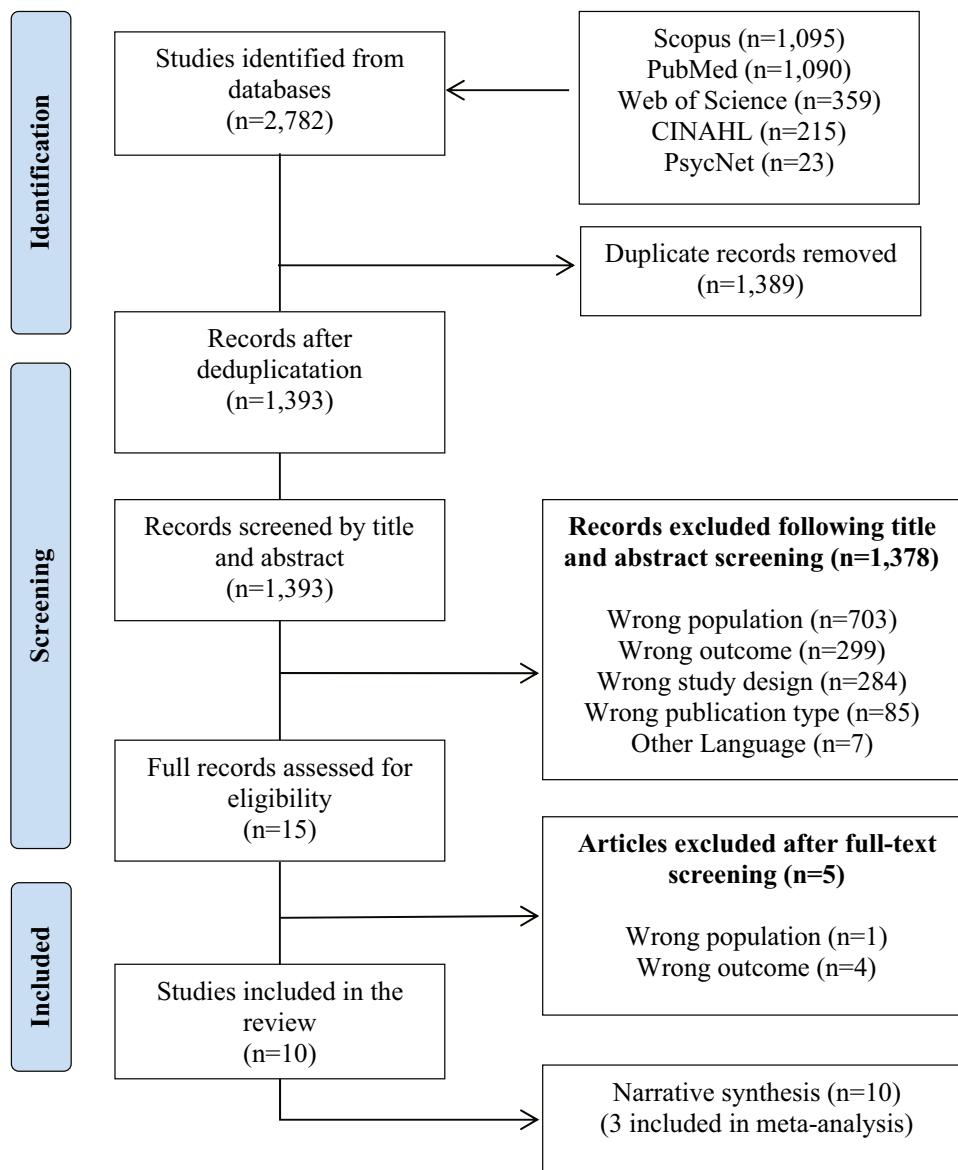 Identification
Studies identified from
databases
(n=2,782)
Scopus (n=1,095)
PubMed (n=1,090)
Web of Science (n=359)
CINAHL (n=215)
PsycNet (n=23)
Duplicate records removed
(n=1,389)
Records after
deduplicatation
(n=1,393)
Screening
Records screened by title
and abstract
(n=1,393)
Records excluded following title
and abstract screening (n=1,378)
Wrong population (n=703)
Wrong outcome (n=299)
Wrong study design (n=284)
Wrong publication type (n=85)
Other Language (n=7)
Full records assessed for
eligibility
(n=15)
Articles excluded after full-text
screening (n=5)
Wrong population (n=1)
Wrong outcome (n=4)
Included
Studies included in the
review
(n=10)
Narrative synthesis (n=10)
(3 included in meta-analysis)